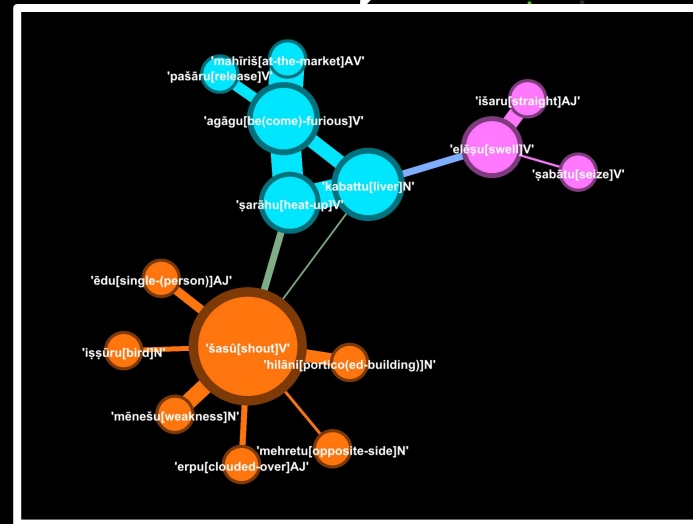 'mahīriš[at-the-market]AV'
'pašāru[release]V'
'agāgu[be(come)-furious]V'
'išaru[straight]AJ'
'elēṣu[swell]V'
'ṣabātu[seize]V'
'kabattu[liver]N'
'ṣarāhu[heat-up]V'
'ēdu[single-(person)]AJ'
'iṣṣūru[bird]N'
'šasû[shout]V'
'hilāni[portico(ed-building)]N'
'mēnešu[weakness]N'
'mehretu[opposite-side]N'
'erpu[clouded-over]AJ'